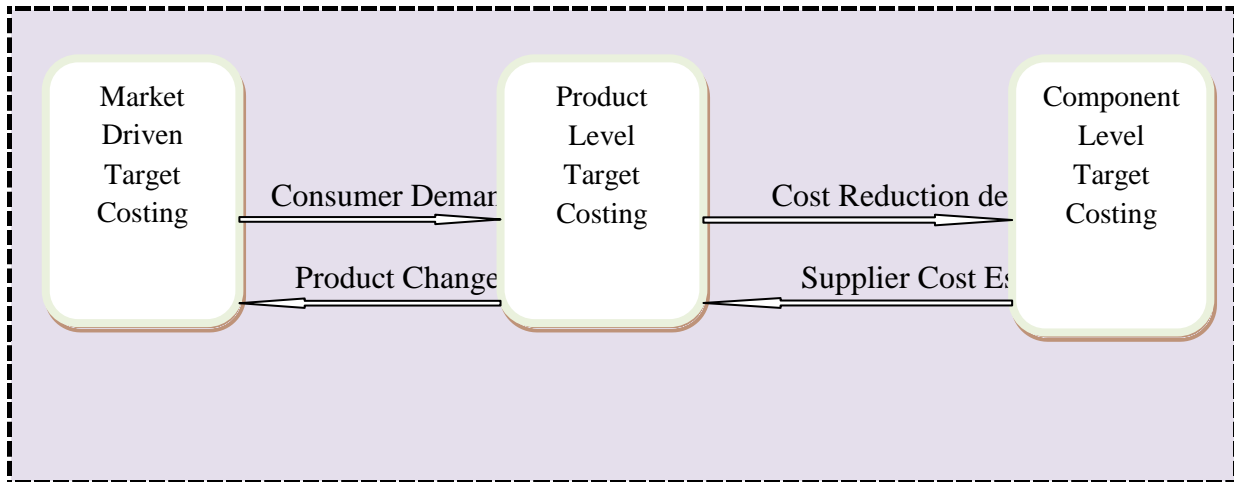 Market
Driven
Target
Costing
Consumer Deman
Product Change
Product
Level
Target
Costing
Cost Reduction de
Supplier Cost Es
Component
Level
Target
Costing